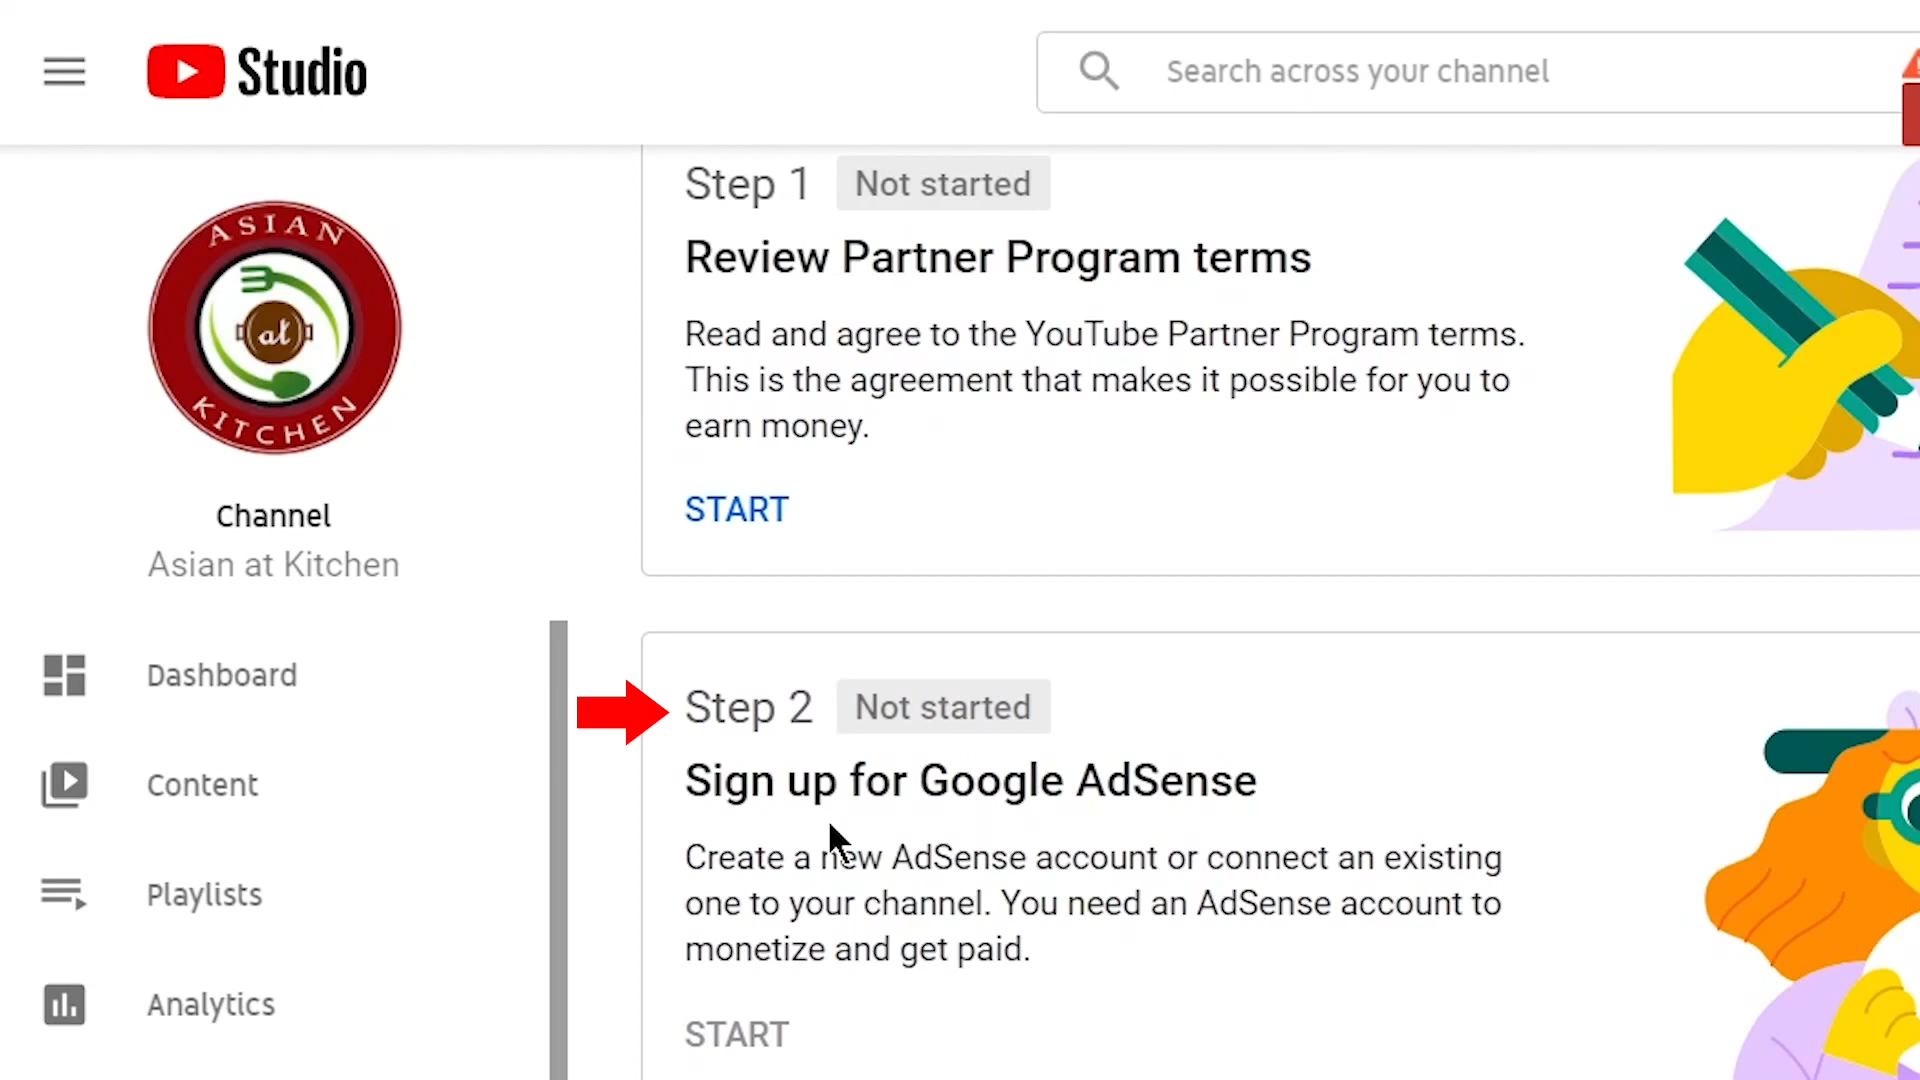 Studio
Search across your channel
ASIAN
at
KITCHEN
Channel
Asian at Kitchen
Dashboard
Content
Playlists
Analytics
Step 1 Not started
Review Partner Program terms
Read and agree to the YouTube Partner Program terms.
This is the agreement that makes it possible for you to
earn money.
START
Step 2 Not started
Sign up for Google AdSense
Create a new AdSense account or connect an existing
one to your channel. You need an AdSense account to
monetize and get paid.
START